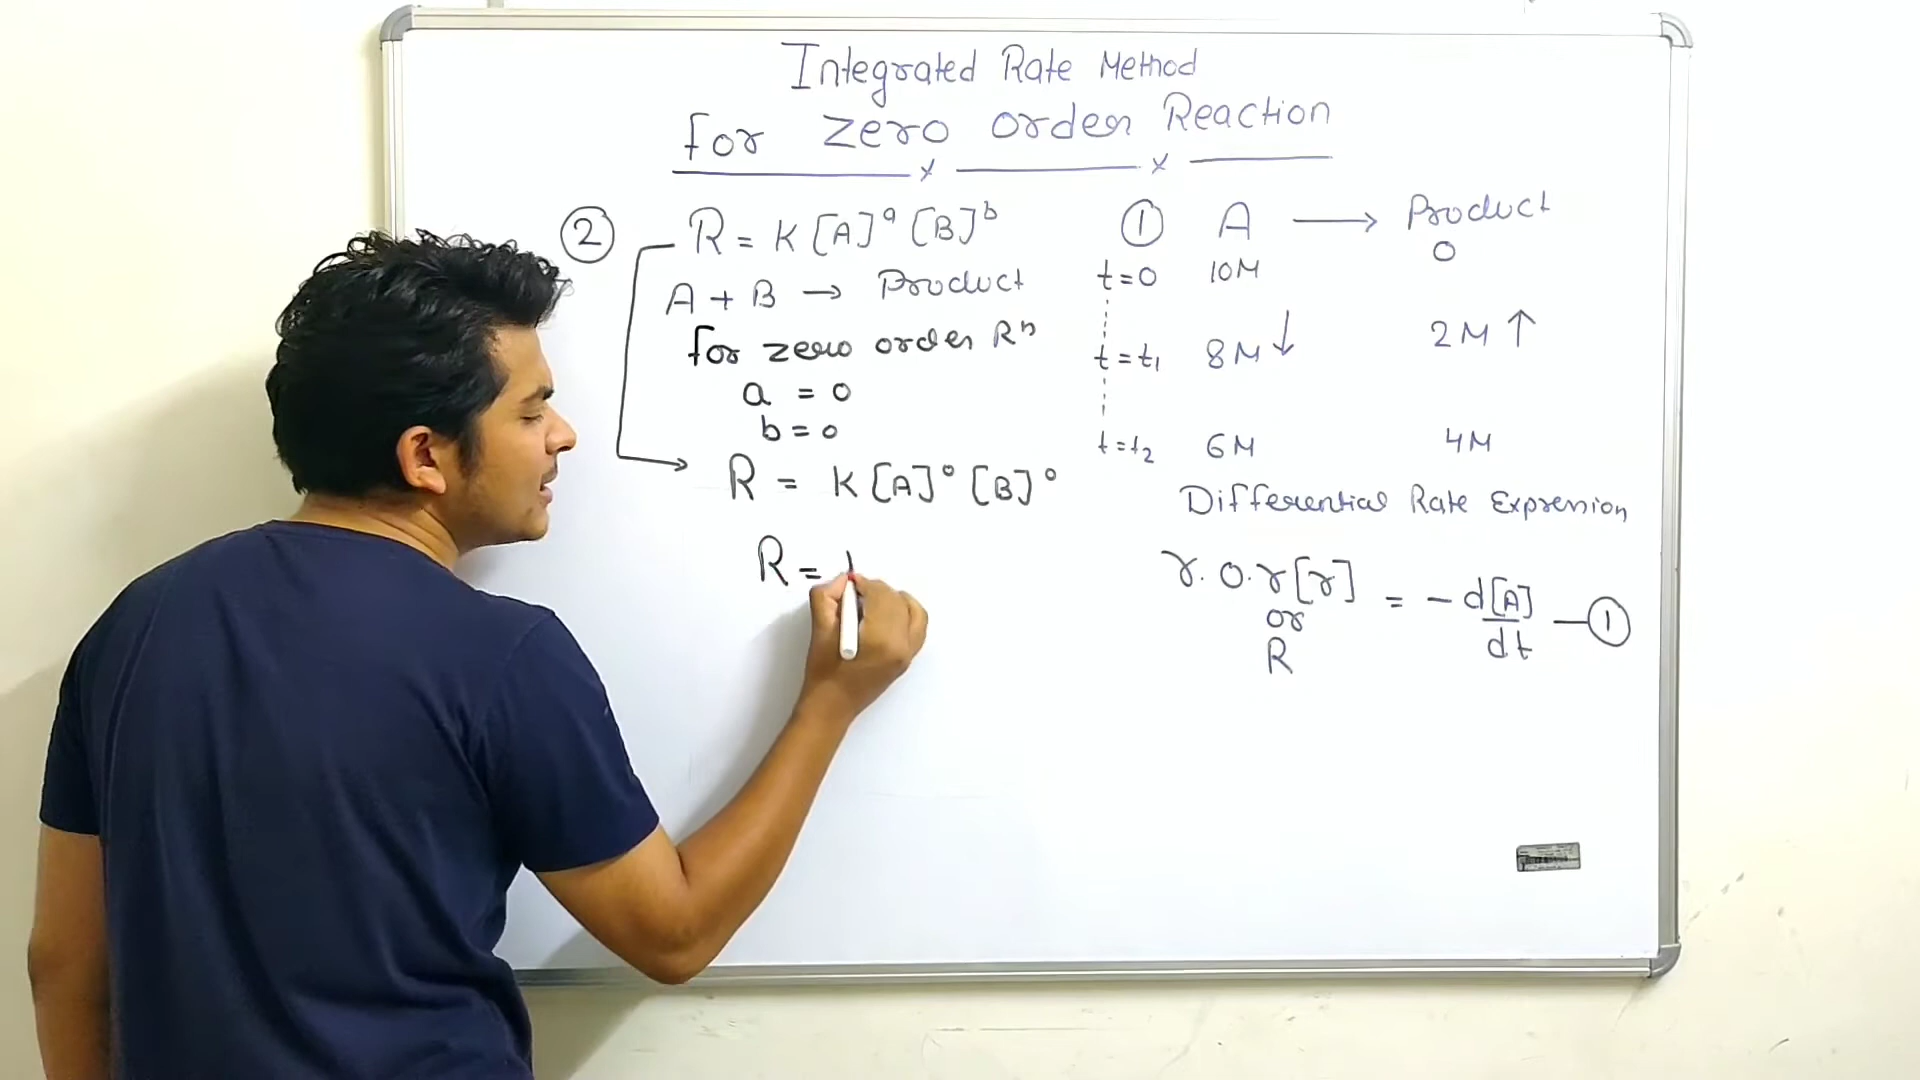 Integrated Rate Method
for zero order Reaction
② R = K [A]ᵃ [B]ᵇ
A + B → Product
for zero order Rⁿ
a = 0
b = 0
R = K [A]⁰ [B]⁰
R =
① A → Product
t=0 10M 0
t = t₁ 8M ↓ 2M ↑
t = t₂ 6M 4M
Differential Rate Expression
r. o. r [r] = - d[A]/dt — ①
or
R